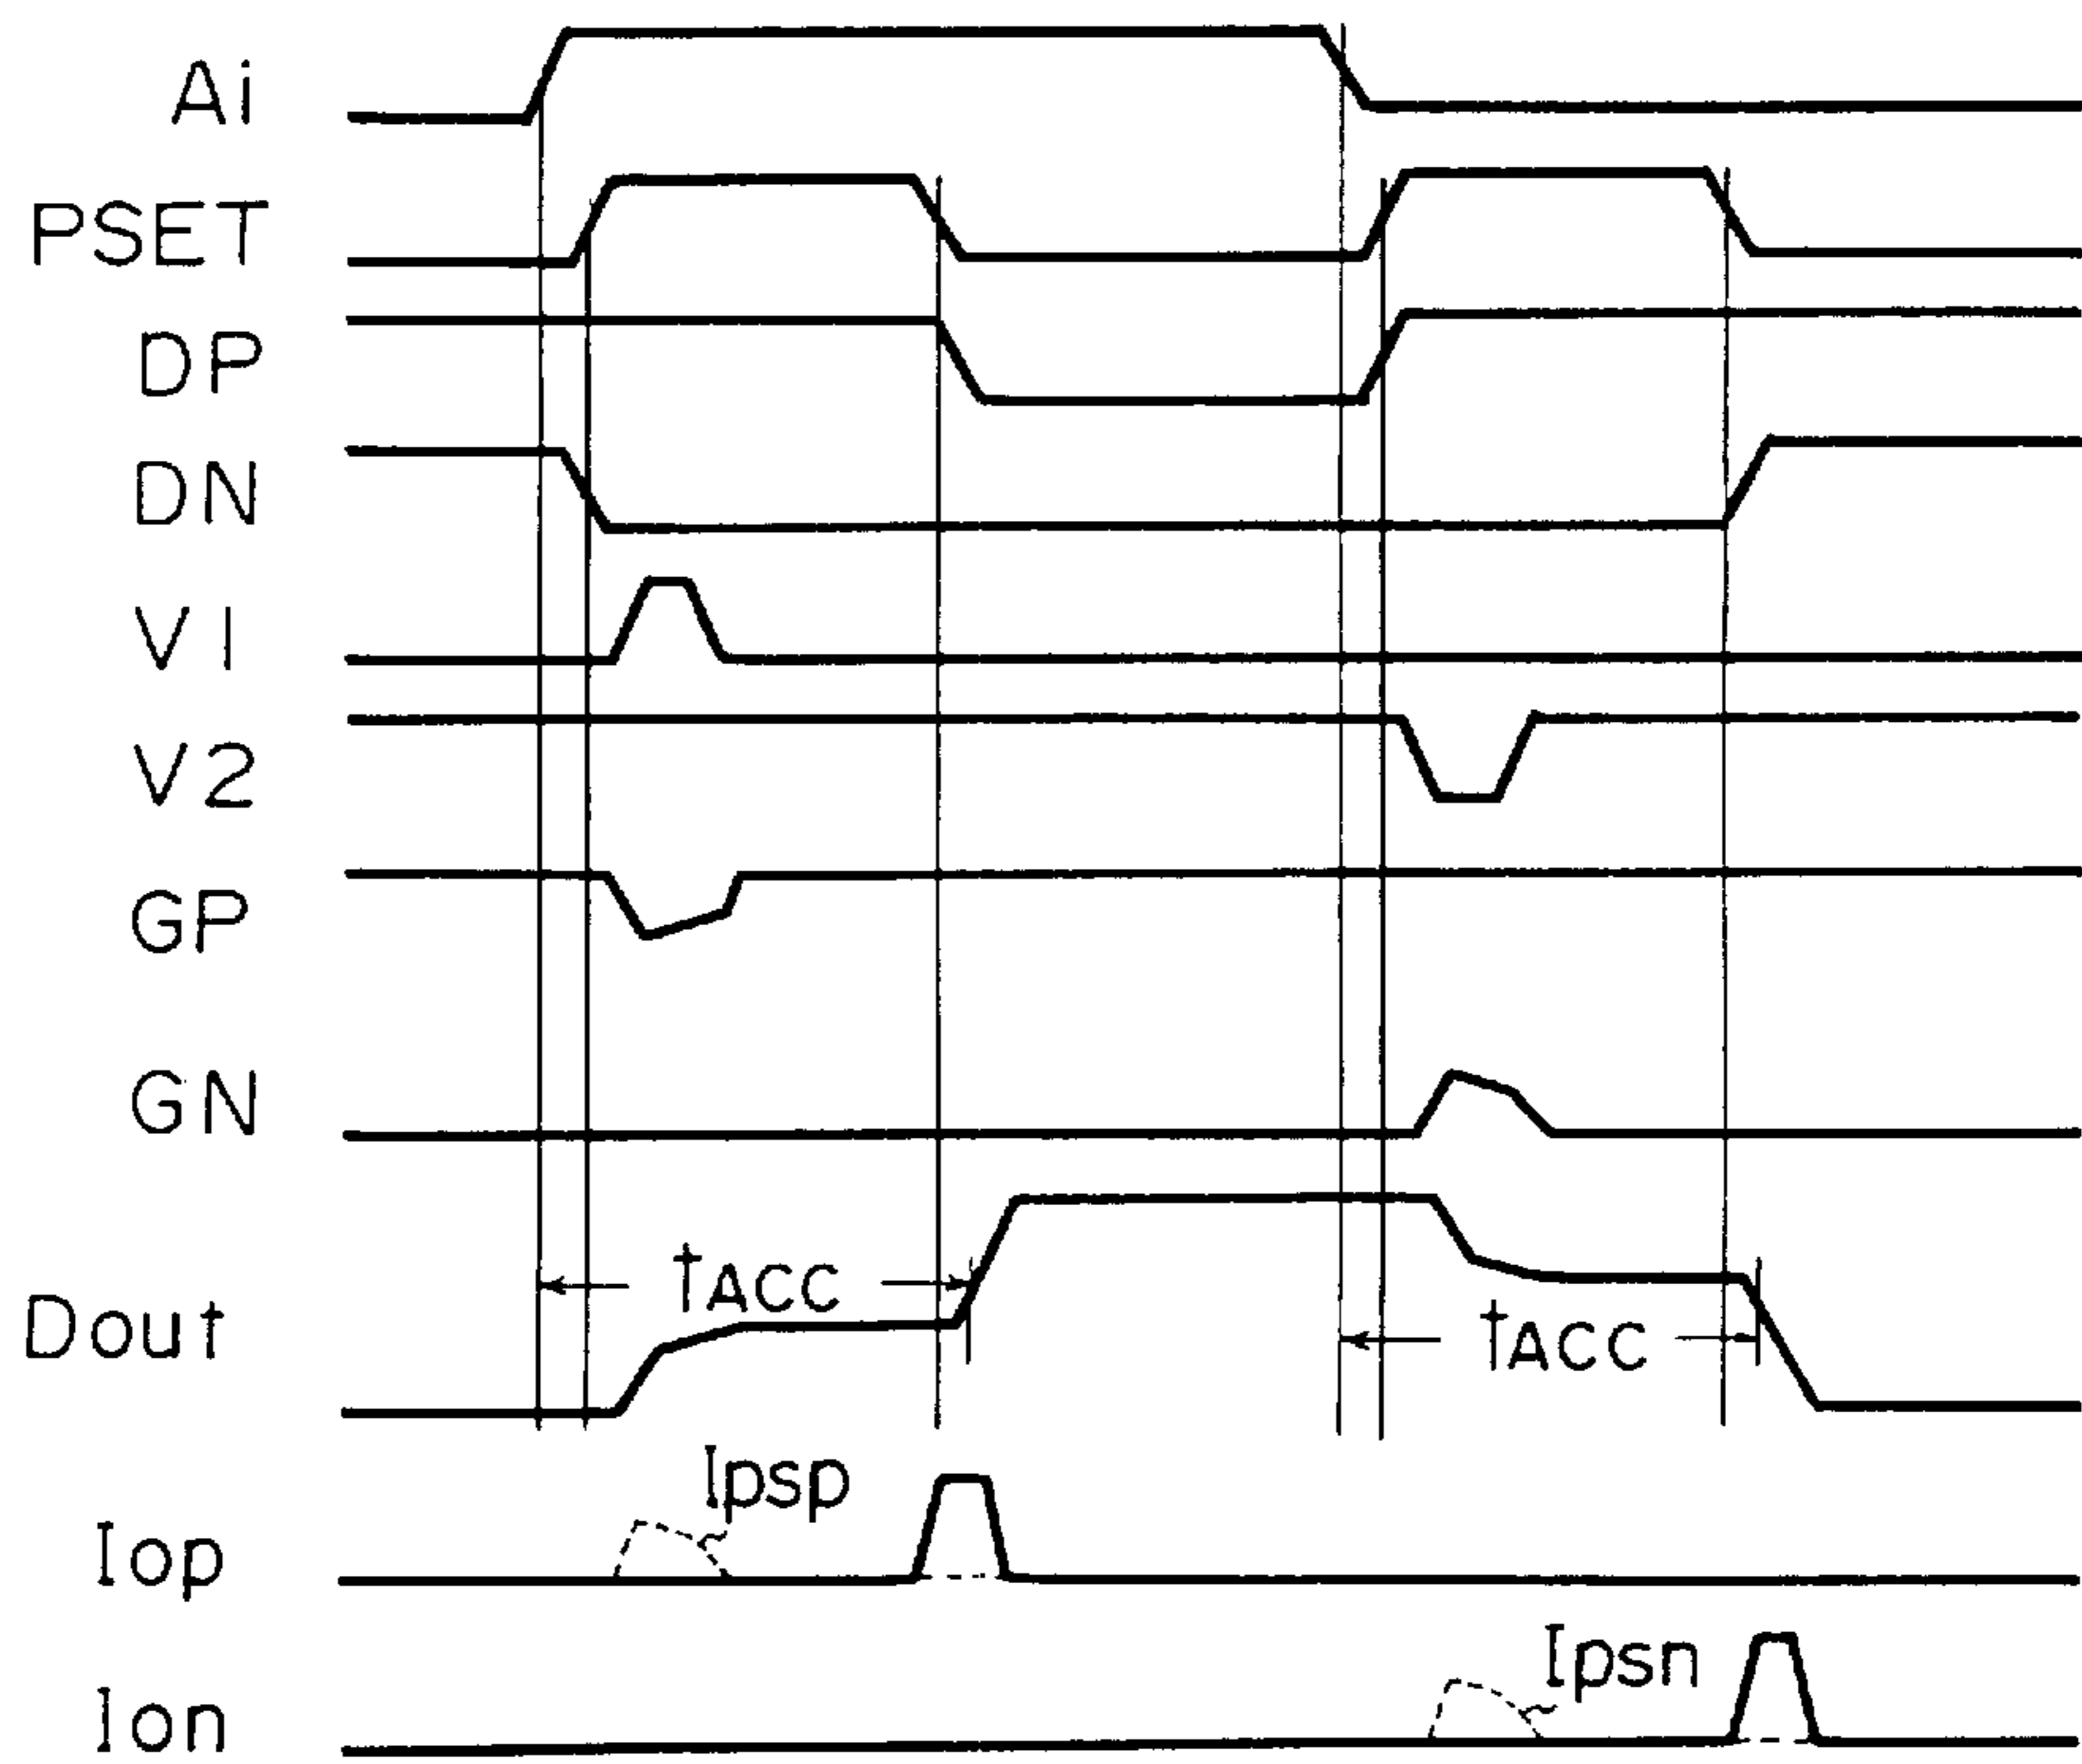 Ai
PSET
DP
DN
V1
V2
GP
GN
Dout
tACC
tACC
Iop
Ipsp
Ion
Ipsn